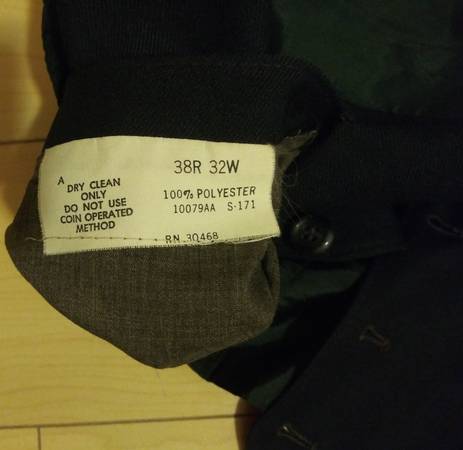 A
DRY CLEAN
ONLY
DO NOT USE
COIN OPERATED
METHOD
38R 32W
100% POLYESTER
10079AA S-171
RN 30468